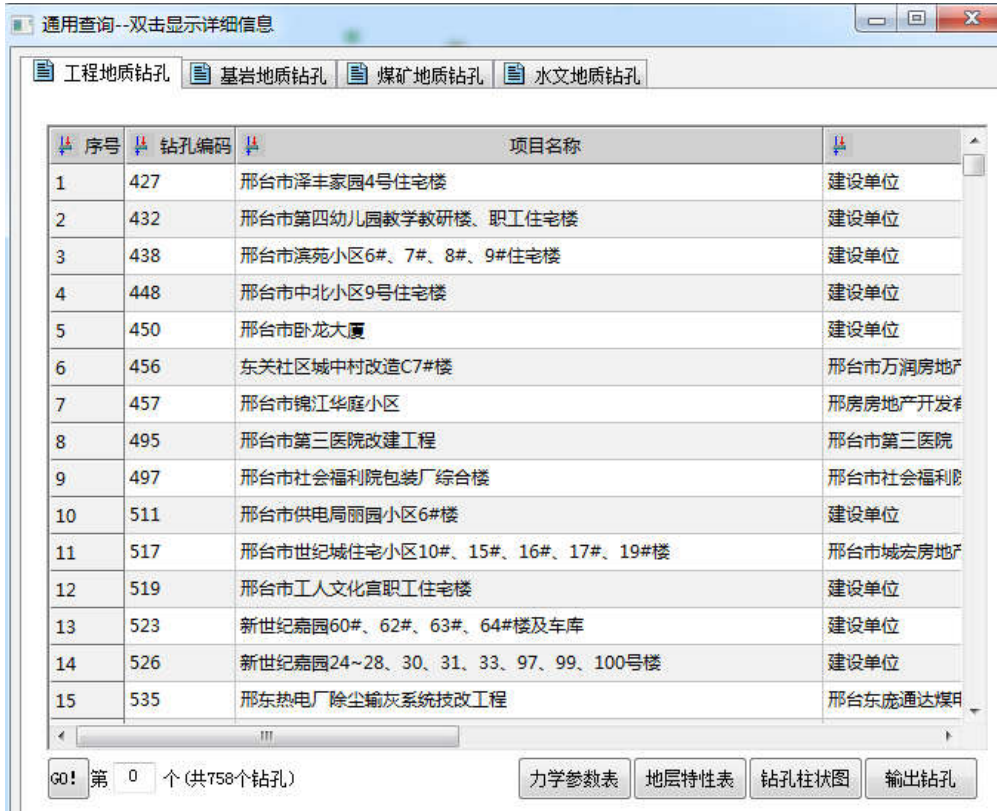 通用查询--双击显示详细信息
工程地质钻孔 基岩地质钻孔 煤矿地质钻孔 水文地质钻孔
序号 钻孔编码 项目名称
1 427 邢台市泽丰家园4号住宅楼 建设单位
2 432 邢台市第四幼儿园教学教研楼、职工住宅楼 建设单位
3 438 邢台市滨苑小区6#、7#、8#、9#住宅楼 建设单位
4 448 邢台市中北小区9号住宅楼 建设单位
5 450 邢台市卧龙大厦 建设单位
6 456 东关社区城中村改造C7#楼 邢台市万润房地产
7 457 邢台市锦江华庭小区 邢房房地产开发有
8 495 邢台市第三医院改建工程 邢台市第三医院
9 497 邢台市社会福利院包装厂综合楼 邢台市社会福利院
10 511 邢台市供电局丽园小区6#楼 建设单位
11 517 邢台市世纪城住宅小区10#、15#、16#、17#、19#楼 邢台市城宏房地产
12 519 邢台市工人文化宫职工住宅楼 建设单位
13 523 新世纪嘉园60#、62#、63#、64#楼及车库 建设单位
14 526 新世纪嘉园24~28、30、31、33、97、99、100号楼 建设单位
15 535 邢东热电厂除尘输灰系统技改工程 邢台东庞通达煤电
GO! 第 0 个(共758个钻孔) 力学参数表 地层特性表 钻孔柱状图 输出钻孔